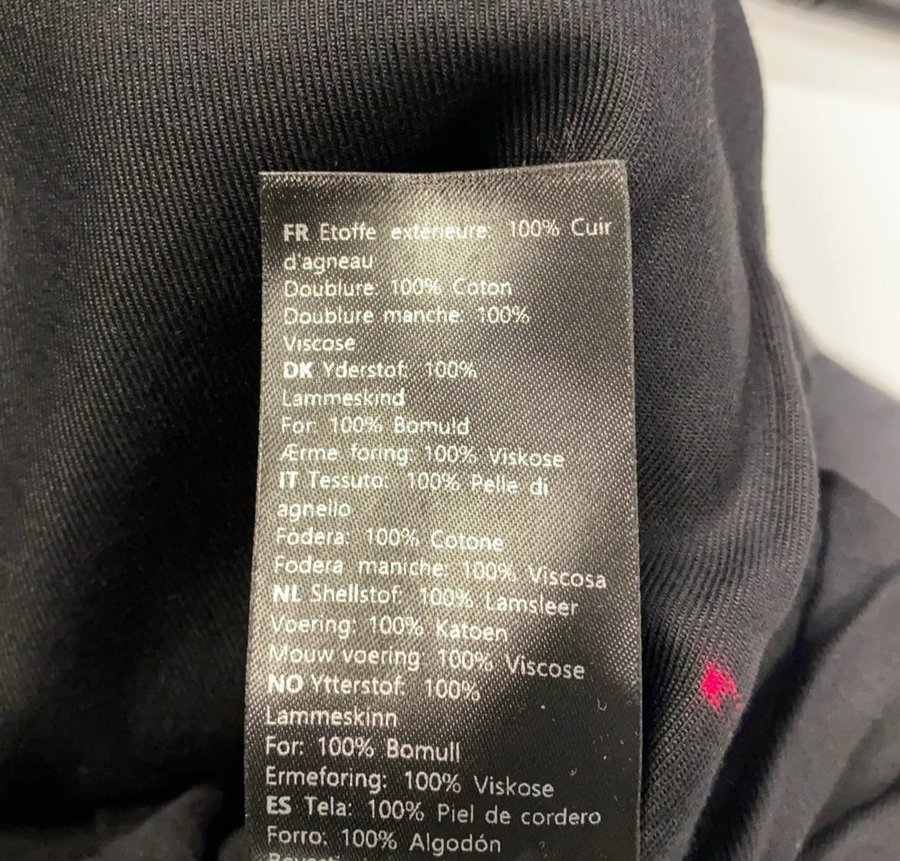 FR Etoffe extérieure: 100% Cuir
d'agneau
Doublure: 100% Coton
Doublure manche: 100%
Viscose
DK Yderstof: 100%
Lammeskind
For: 100% Bomuld
Ærme foring: 100% Viskose
IT Tessuto: 100% Pelle di
agnello
Fodera: 100% Cotone
Fodera maniche: 100% Viscosa
NL Shellstof: 100% Lamsleer
Voering: 100% Katoen
Mouw voering 100% Viscose
NO Ytterstof: 100%
Lammeskinn
For: 100% Bomull
Ermeforing: 100% Viskose
ES Tela: 100% Piel de cordero
Forro: 100% Algodón